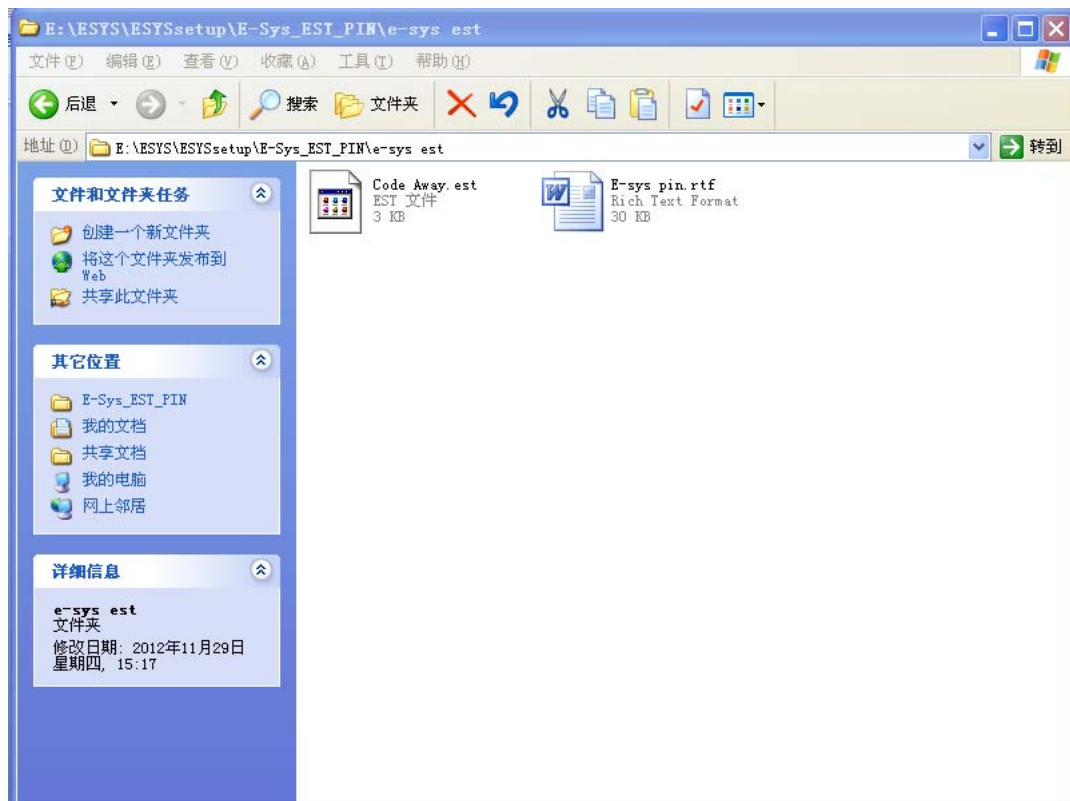 E:\ESYS\ESYSsetup\E-Sys_EST_PIN\e-sys est
文件(F) 编辑(E) 查看(V) 收藏(A) 工具(T) 帮助(H)
后退 搜索 文件夹
地址(D) E:\ESYS\ESYSsetup\E-Sys_EST_PIN\e-sys est 转到
文件和文件夹任务
创建一个新文件夹
将这个文件夹发布到
Web
共享此文件夹
其它位置
E-Sys_EST_PIN
我的文档
共享文档
我的电脑
网上邻居
详细信息
e-sys est
文件夹
修改日期: 2012年11月29日
星期四, 15:17
Code Away.est
EST 文件
3 KB
E-sys pin.rtf
Rich Text Format
30 KB